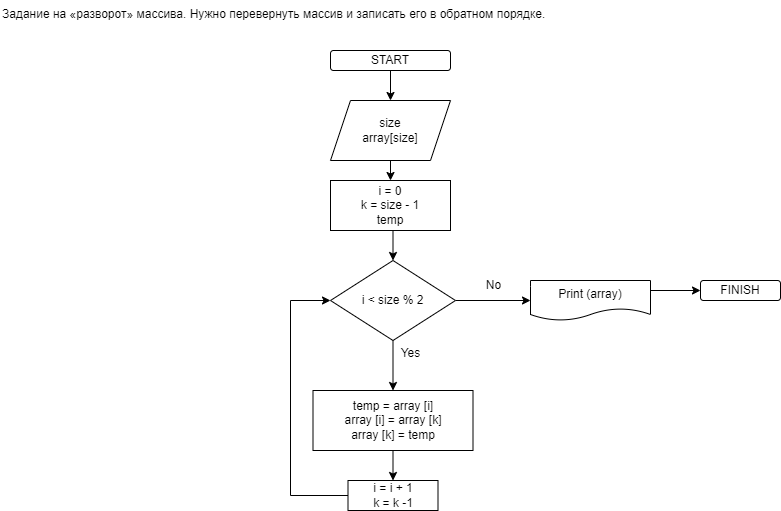 Задание на «разворот» массива. Нужно перевернуть массив и записать его в обратном порядке.
START
size
array[size]
i = 0
k = size - 1
temp
i < size % 2
No
Print (array)
FINISH
Yes
temp = array [i]
array [i] = array [k]
array [k] = temp
i = i + 1
k = k -1